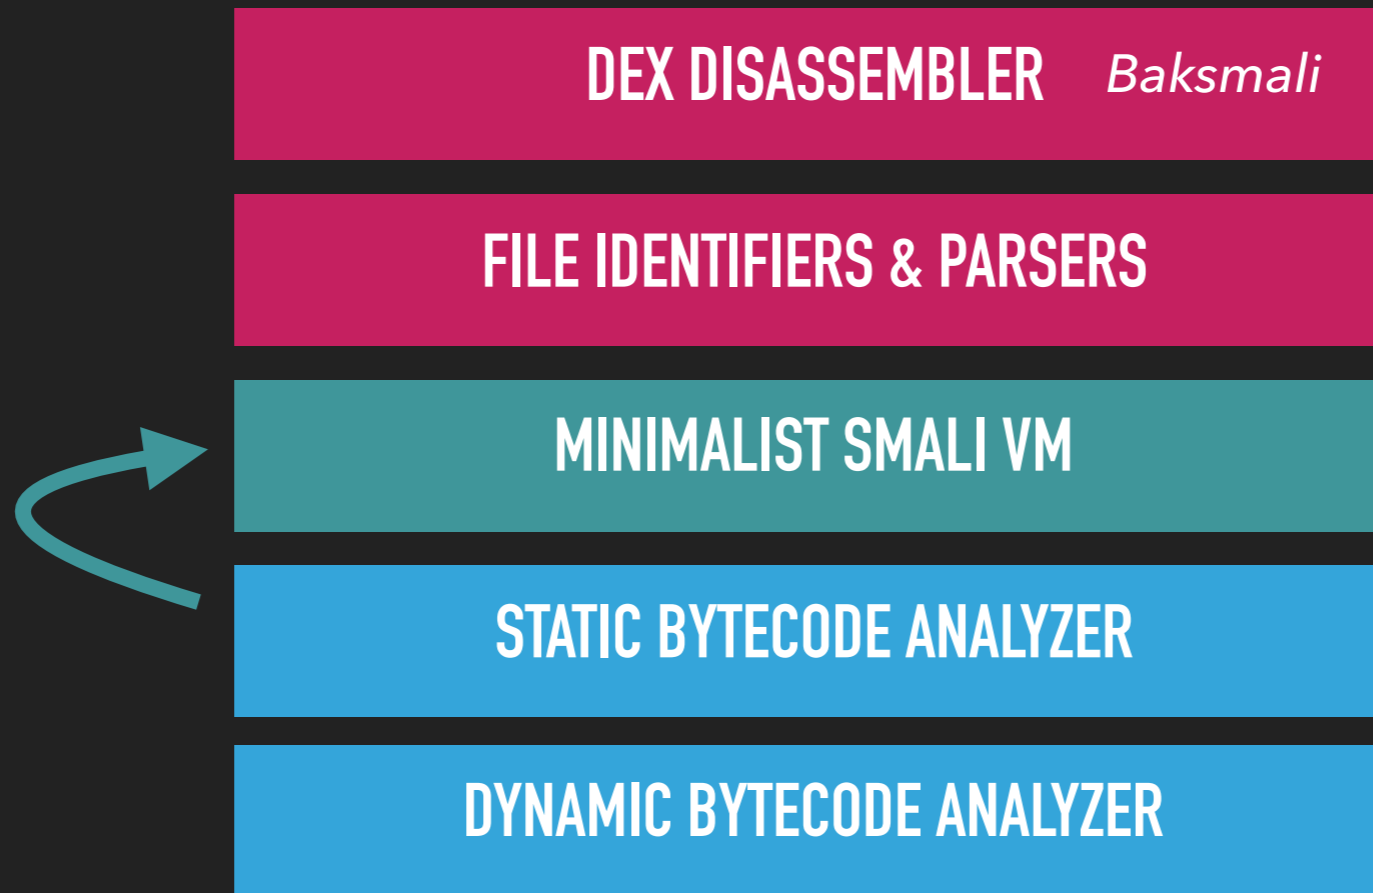 DEX DISASSEMBLER Baksmali
FILE IDENTIFIERS & PARSERS
MINIMALIST SMALI VM
STATIC BYTECODE ANALYZER
DYNAMIC BYTECODE ANALYZER